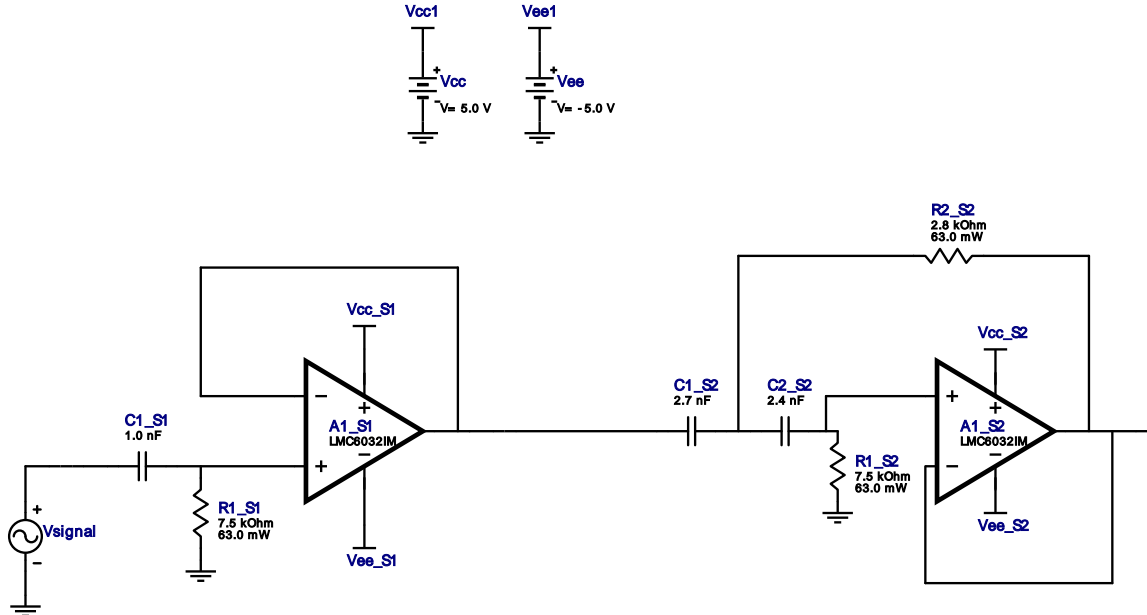 Vcc1
Vee1
+
Vcc
−
V= 5.0 V
+
Vee
−
V= -5.0 V
R2_S2
2.8 kOhm
63.0 mW
Vcc_S1
Vcc_S2
C1_S2
2.7 nF
C2_S2
2.4 nF
C1_S1
1.0 nF
−
+
A1_S1
LMC6032IM
−
+
+
+
A1_S2
LMC6032IM
−
−
R1_S2
7.5 kOhm
63.0 mW
R1_S1
7.5 kOhm
63.0 mW
+
Vsignal
−
Vee_S1
Vee_S2